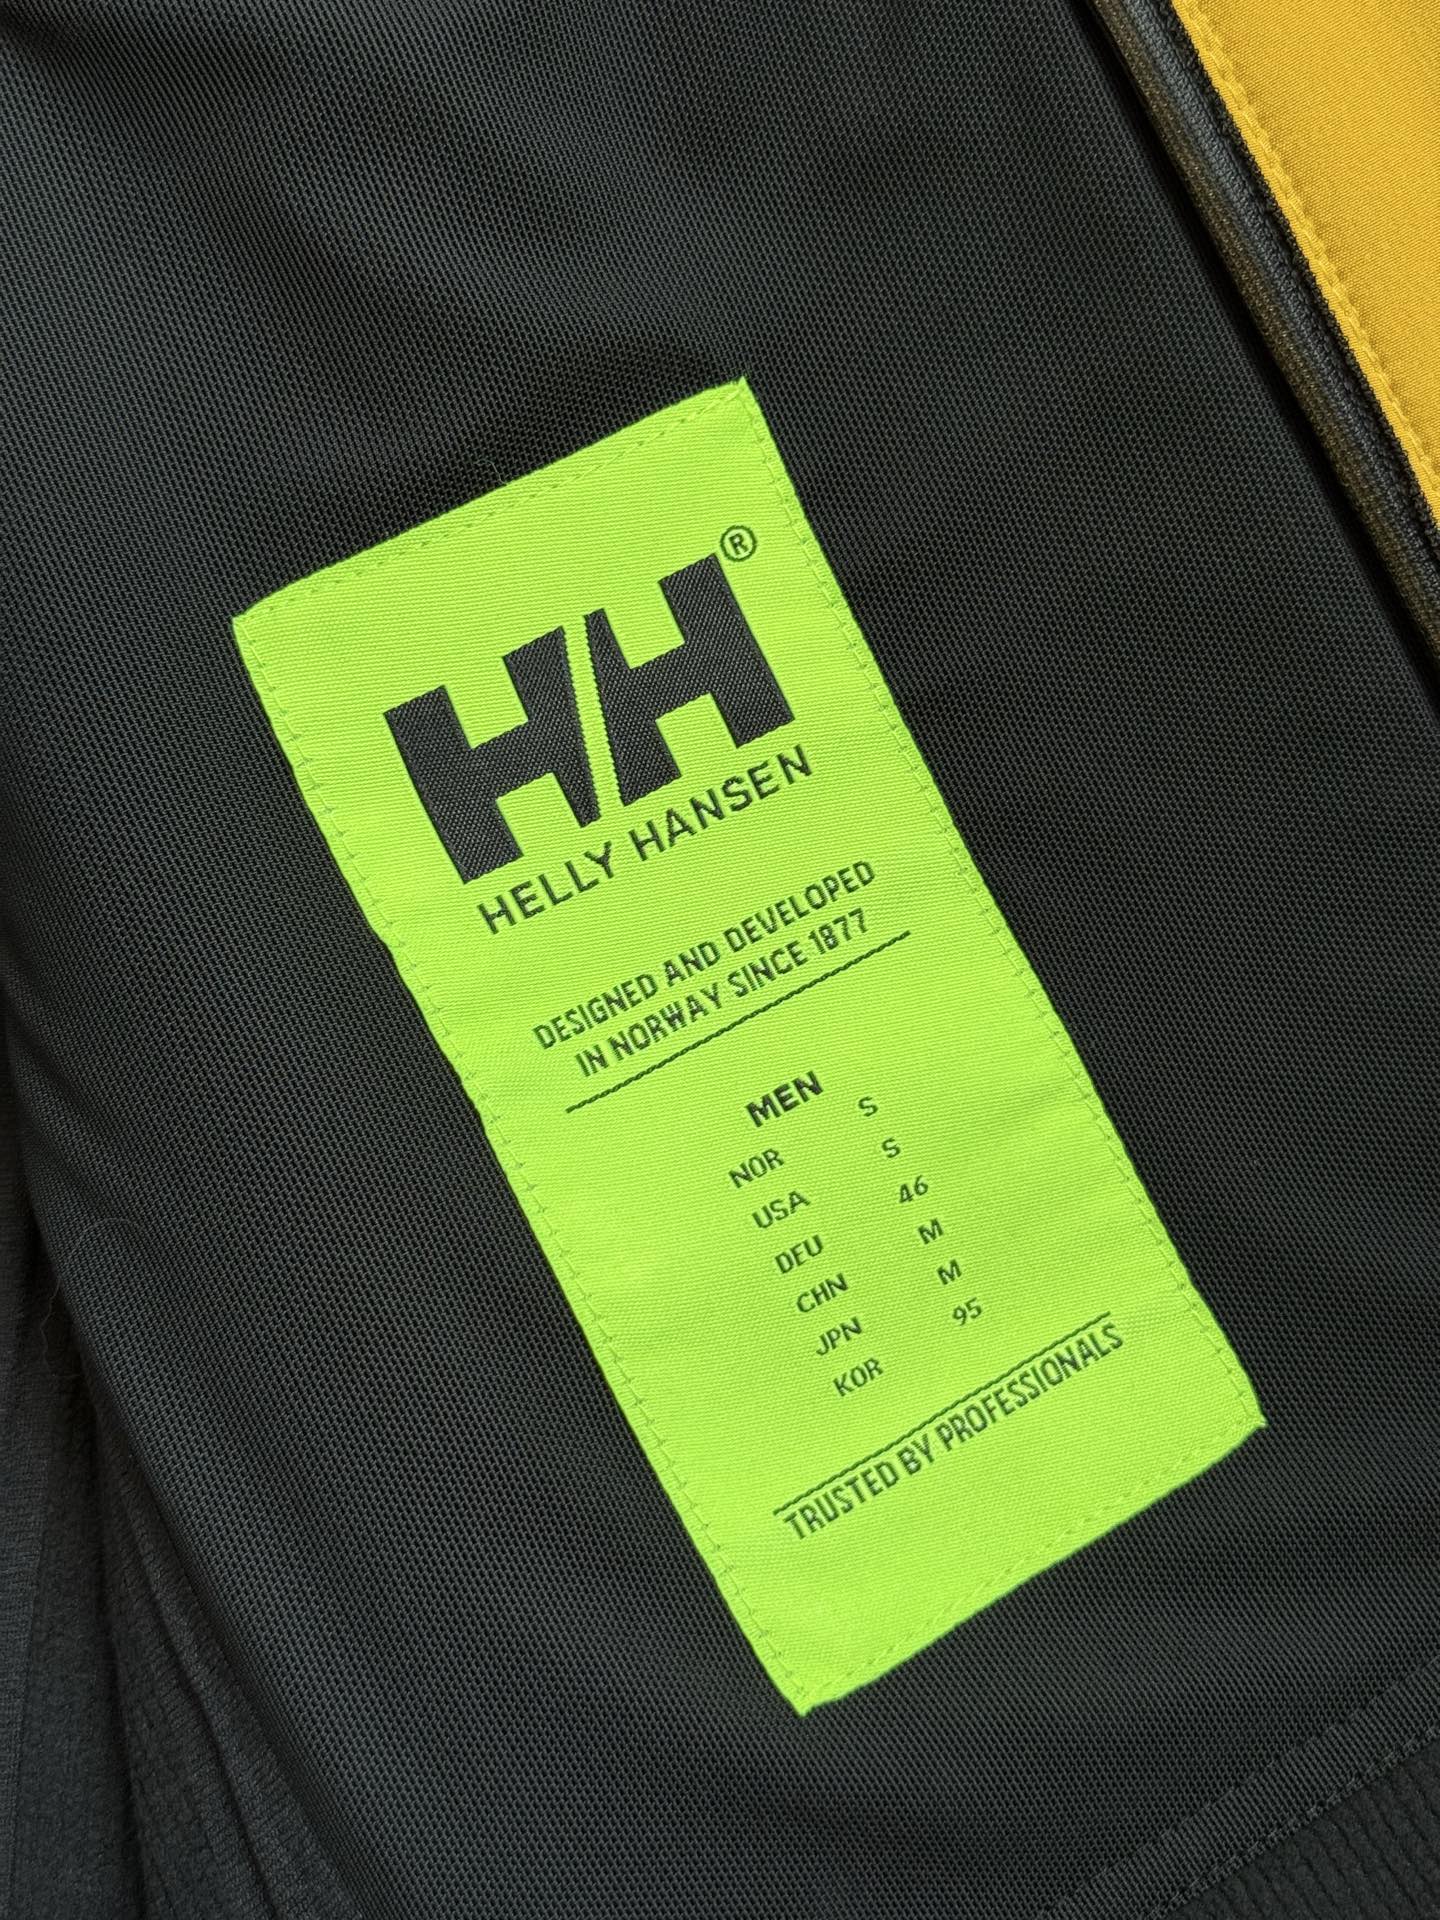 HH®
HELLY HANSEN
DESIGNED AND DEVELOPED
IN NORWAY SINCE 1877
MEN
NOR S
USA S
DEU 46
CHN M
JPN M
KOR 95
TRUSTED BY PROFESSIONALS